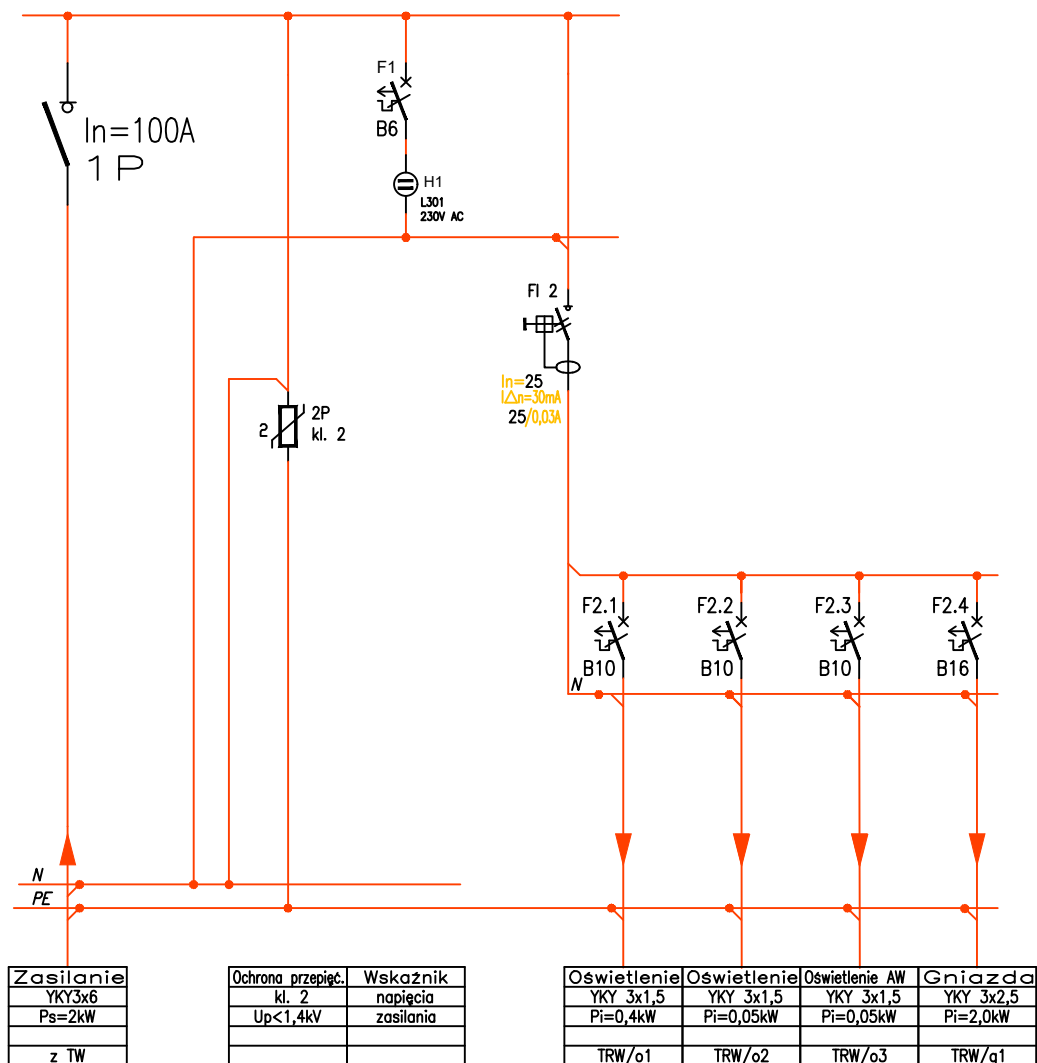 F1
B6
In=100A
1P
H1
L301
230V AC
FI 2
In=25
I△n=30mA
25/0,03A
2
2P
kl. 2
F2.1
B10
F2.2
B10
F2.3
B10
F2.4
B16
N
N
PE
Zasilanie
YKY3x6
Ps=2kW
z TW
Ochrona przepięć.
kl. 2
Up<1,4kV
Wskaźnik
napięcia
zasilania
Oświetlenie
YKY 3x1,5
Pi=0,4kW
TRW/o1
Oświetlenie
YKY 3x1,5
Pi=0,05kW
TRW/o2
Oświetlenie AW
YKY 3x1,5
Pi=0,05kW
TRW/o3
Gniazda
YKY 3x2,5
Pi=2,0kW
TRW/g1